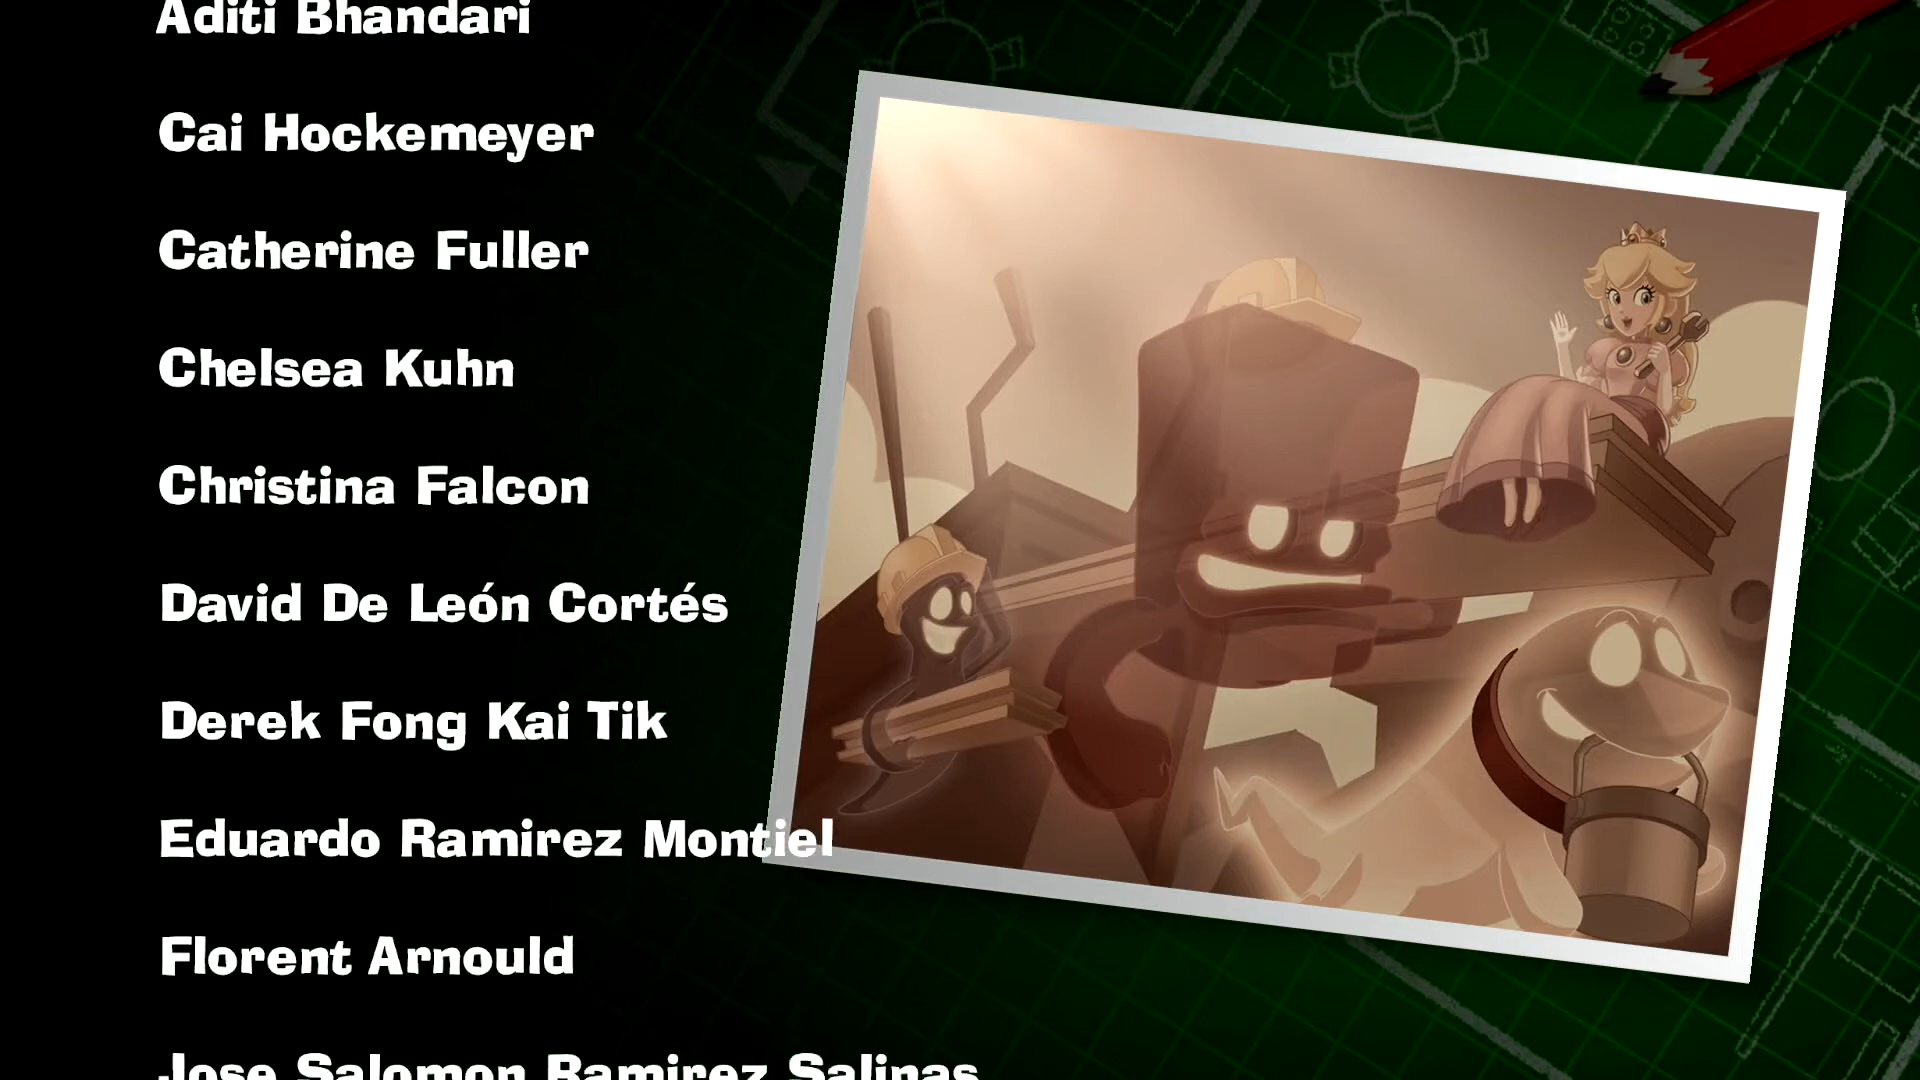 Aditi Bhandari
Cai Hockemeyer
Catherine Fuller
Chelsea Kuhn
Christina Falcon
David De León Cortés
Derek Fong Kai Tik
Eduardo Ramirez Montiel
Florent Arnould
Jose Salomon Ramirez Salinas